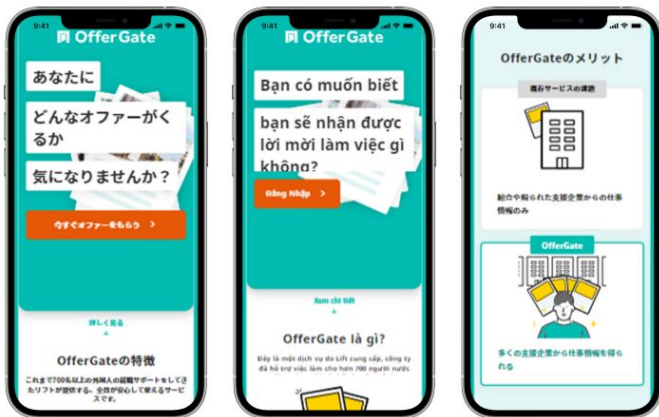 9:41
OfferGate
あなたに
どんなオファーがく
るか
気になりませんか？
今すぐオファーをもらう >
詳しく見る
+
OfferGateの特徴
これまで700名以上の外国人の就職サポートをしてき
たリフトが提供する、全員が安心して使えるサービ
スです。
9:41
OfferGate
Bạn có muốn biết
bạn sẽ nhận được
lời mời làm việc gì
không?
Đăng Nhập >
Xem chi tiết
+
OfferGate là gì?
Đây là một dịch vụ do Lift cung cấp, công ty
đã hỗ trợ việc làm cho hơn 700 người nước
9:41
OfferGateのメリット
既存サービスの課題
組合や限られた支援企業からの仕事
情報のみ
OfferGate
多くの支援企業から仕事情報を得ら
れる